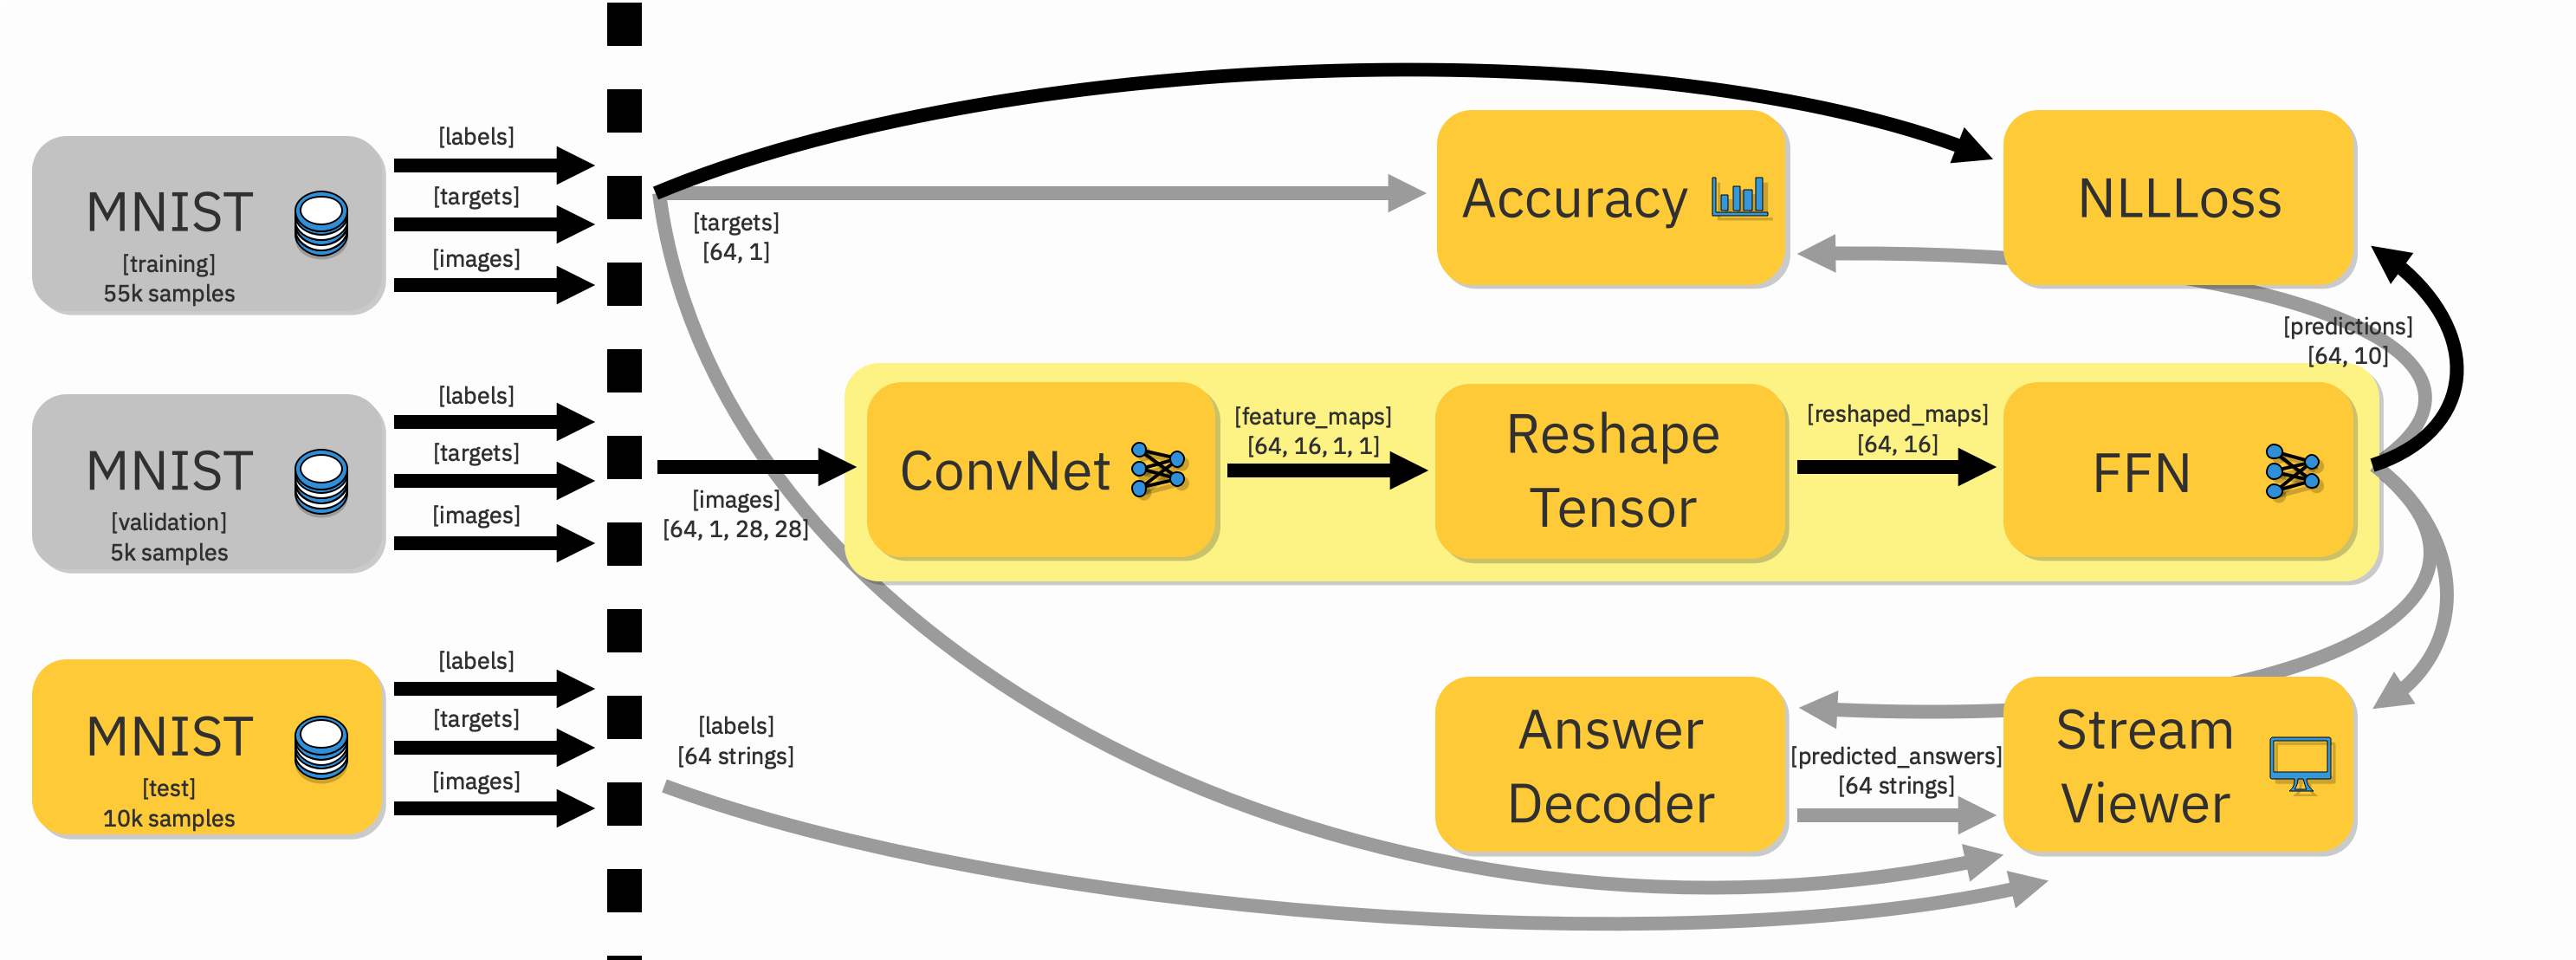 [labels]
[targets]
[images]
MNIST
[training]
55k samples
[labels]
[targets]
[images]
MNIST
[validation]
5k samples
[labels]
[targets]
[images]
MNIST
[test]
10k samples
[targets]
[64, 1]
[images]
[64, 1, 28, 28]
[labels]
[64 strings]
Accuracy
NLLLoss
[predictions]
[64, 10]
ConvNet
[feature_maps]
[64, 16, 1, 1]
Reshape
Tensor
[reshaped_maps]
[64, 16]
FFN
Answer
Decoder
[predicted_answers]
[64 strings]
Stream
Viewer